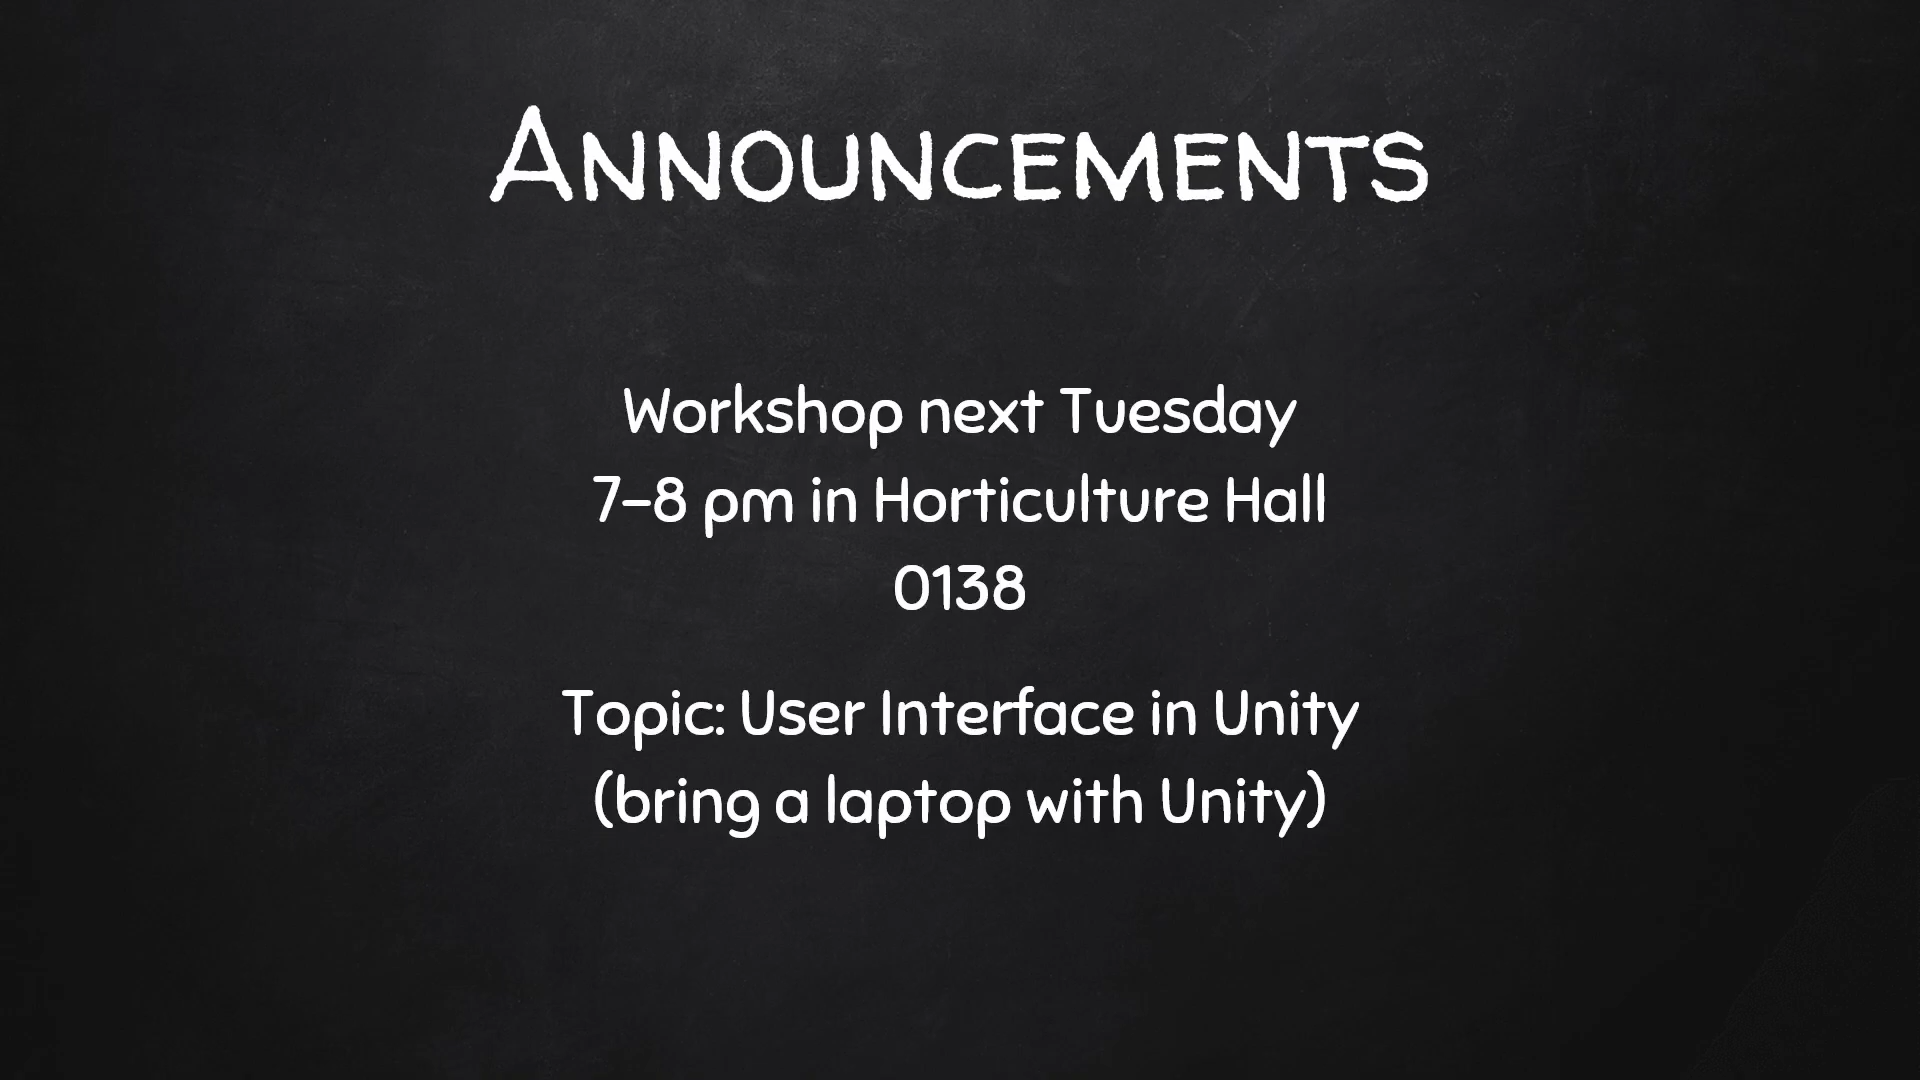 Announcements
Workshop next Tuesday
7-8 pm in Horticulture Hall
0138
Topic: User Interface in Unity
(bring a laptop with Unity)